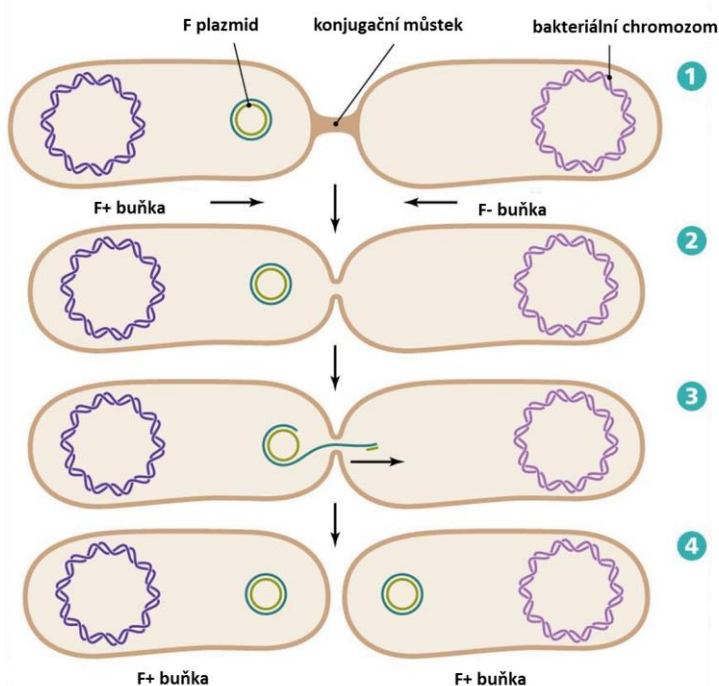 F plazmid
konjugační můstek
bakteriální chromozom
1
F+ buňka
F- buňka
2
3
4
F+ buňka
F+ buňka